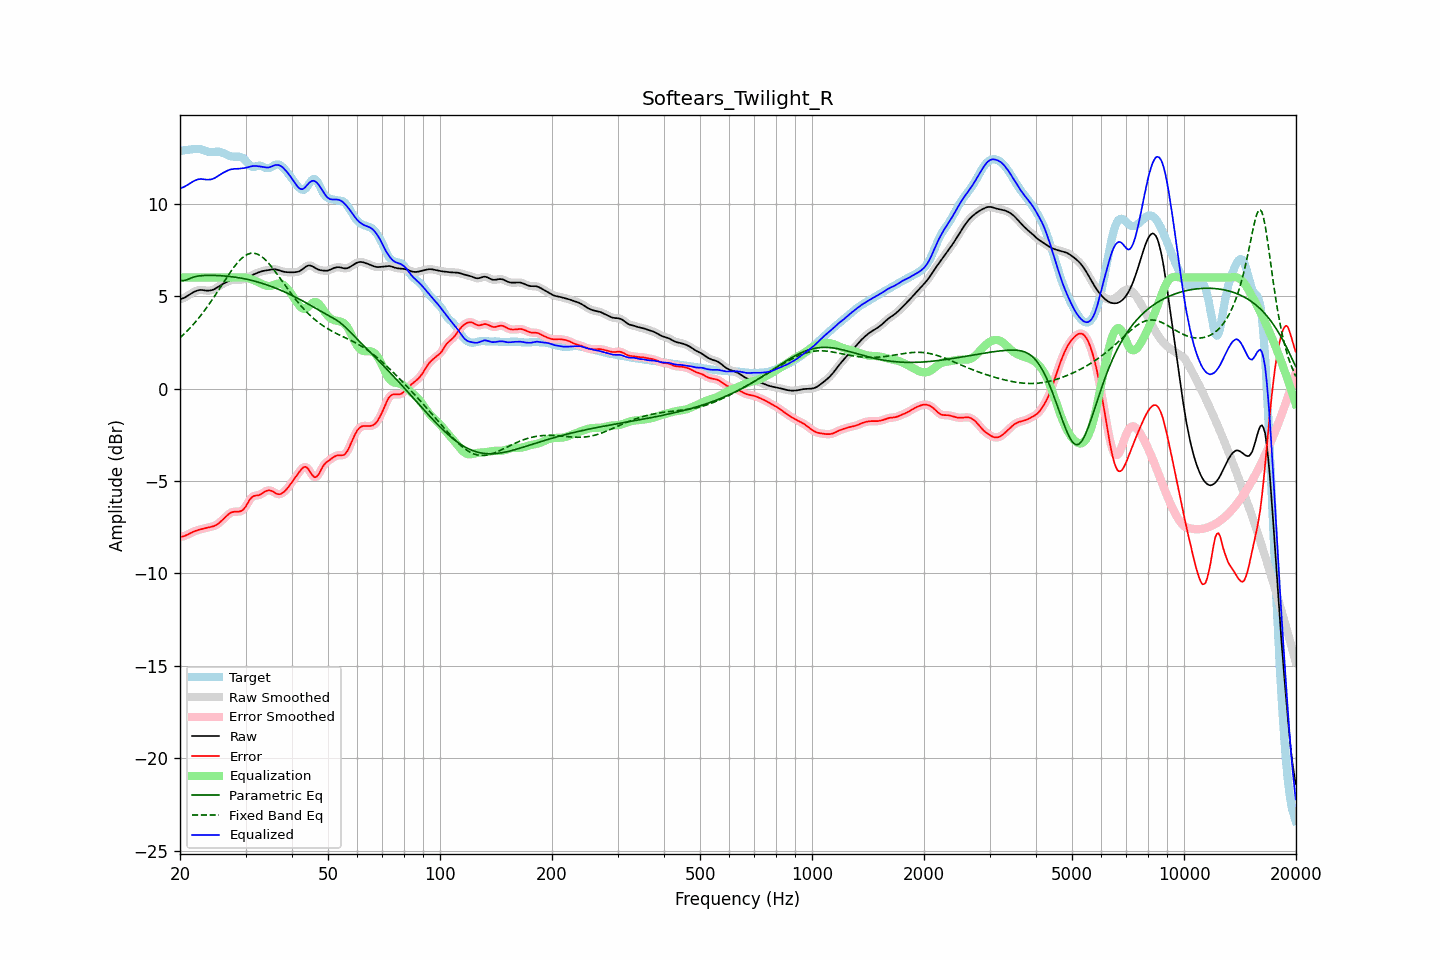 Softears_Twilight_R
Amplitude (dBr)
10
5
0
−5
−10
−15
−20
−25
Target
Raw Smoothed
Error Smoothed
Raw
Error
Equalization
Parametric Eq
Fixed Band Eq
Equalized
20 50 100 200 500 1000 2000 5000 10000 20000
Frequency (Hz)